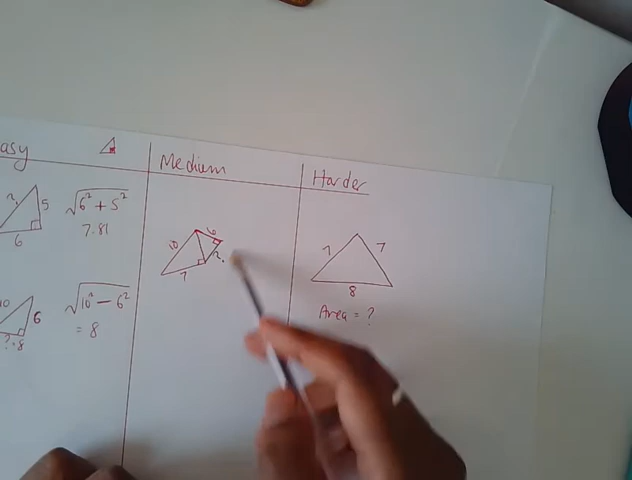 asy
Medium
Harder
?
5
6
√6² + 5²
7.81
10
6
?
7
7
7
8
Area = ?
10
6
?=8
√10² − 6²
= 8